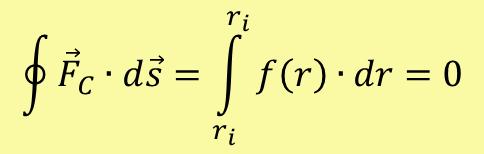 ∮ F⃗_C · ds⃗ = ∫_{r_i}^{r_i} f(r) · dr = 0